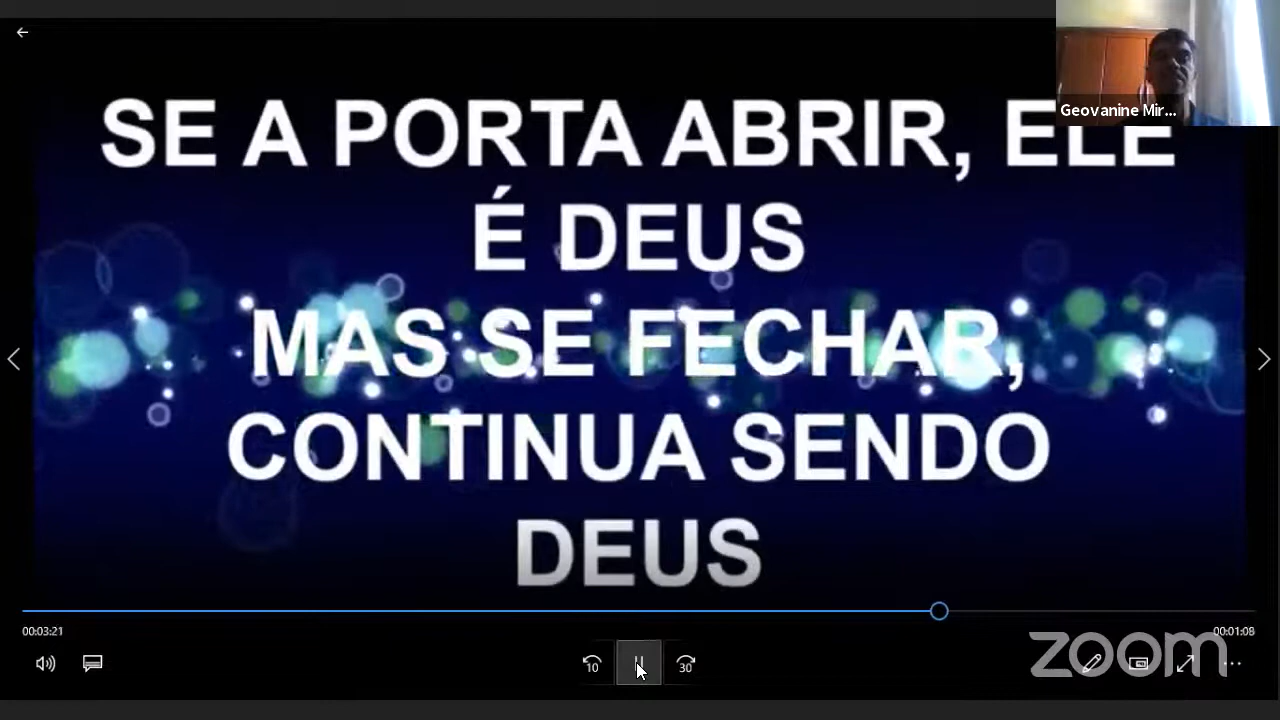 Geovanine Mir...
SE A PORTA ABRIR, ELE
É DEUS
MAS SE FECHAR,
CONTINUA SENDO
DEUS
00:03:21
00:01:08
10
30
zoom